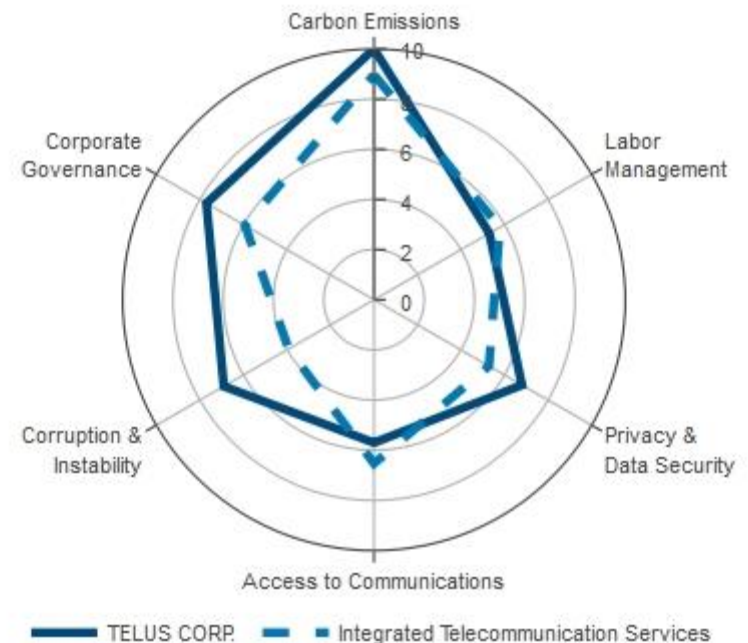 Carbon Emissions
10
8
6
4
2
0
Corporate
Governance
Labor
Management
Corruption &
Instability
Privacy &
Data Security
Access to Communications
TELUS CORP.
Integrated Telecommunication Services